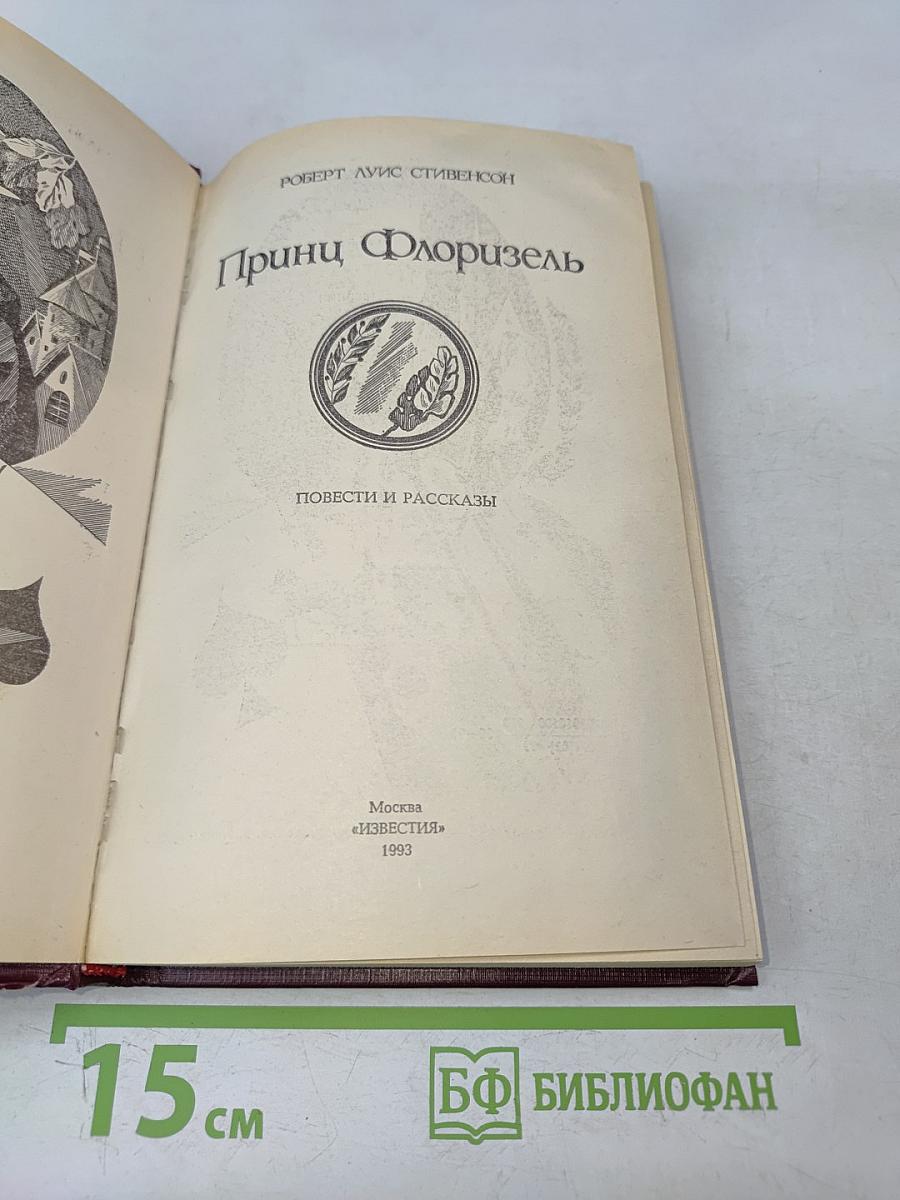 РОБЕРТ ЛУИС СТИВЕНСОН
Принц Флоризель
ПОВЕСТИ И РАССКАЗЫ
Москва
«ИЗВЕСТИЯ»
1993
15 см
БФ БИБЛИОФАН